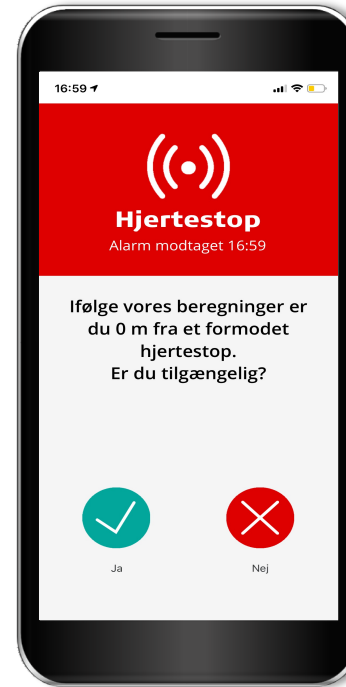 16:59
Hjertestop
Alarm modtaget 16:59
Ifølge vores beregninger er
du 0 m fra et formodet
hjertestop.
Er du tilgængelig?
Ja
Nej